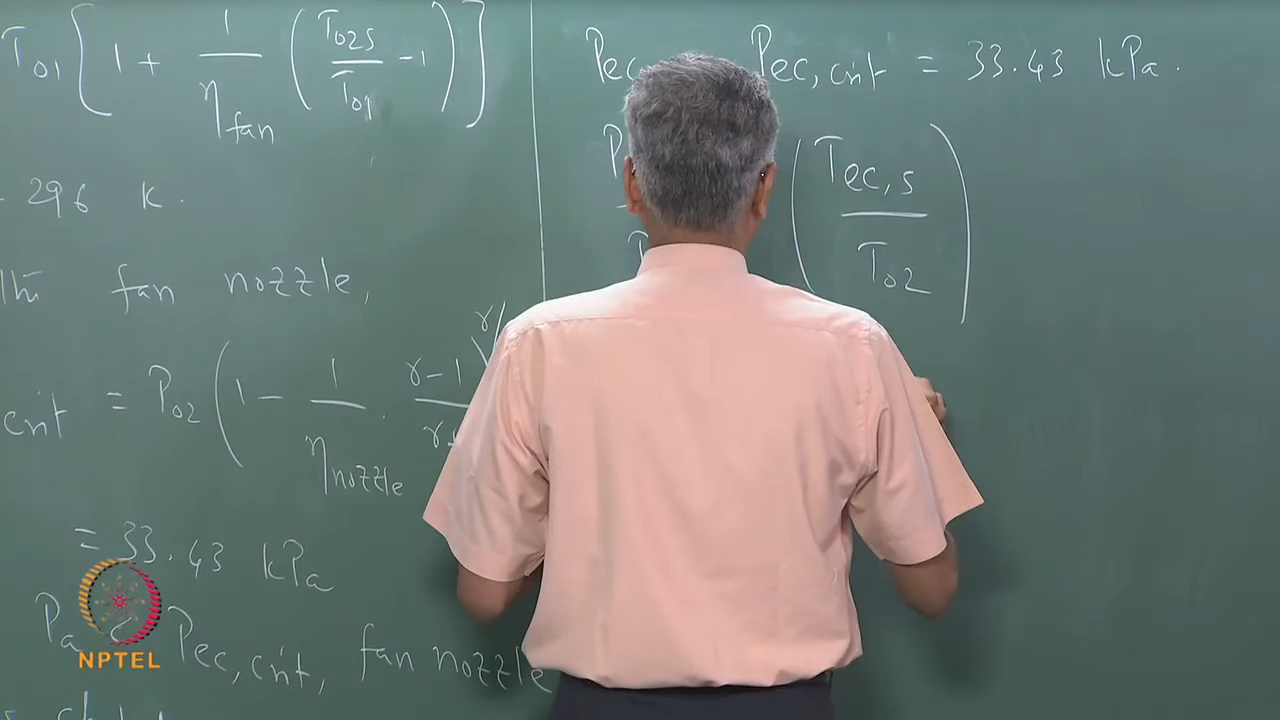 T01 [ 1 + 1/ηfan ( T02s/T01 - 1 ) ]
296 K.
fan nozzle,
crit = P02 ( 1 - 1/ηnozzle . γ-1
= 33.43 kPa
Pa < Pec,crit, fan nozzle
Pec Pec,crit = 33.43 kPa.
( Tec,s/T02 )
NPTEL